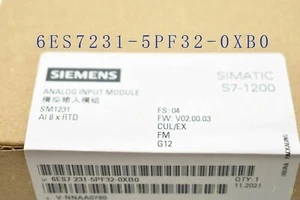 6ES7231-5PF32-0XB0
SIEMENS
SIMATIC
S7-1200
ANALOG INPUT MODULE
模拟输入模块
SM1231
AI 8 x RTD
FS: 04
FW: V02.00.03
CUL/EX
FM
G12
6ES7 231-5PF32-0XB0
QTY: 1
11.2021
PACKAGING